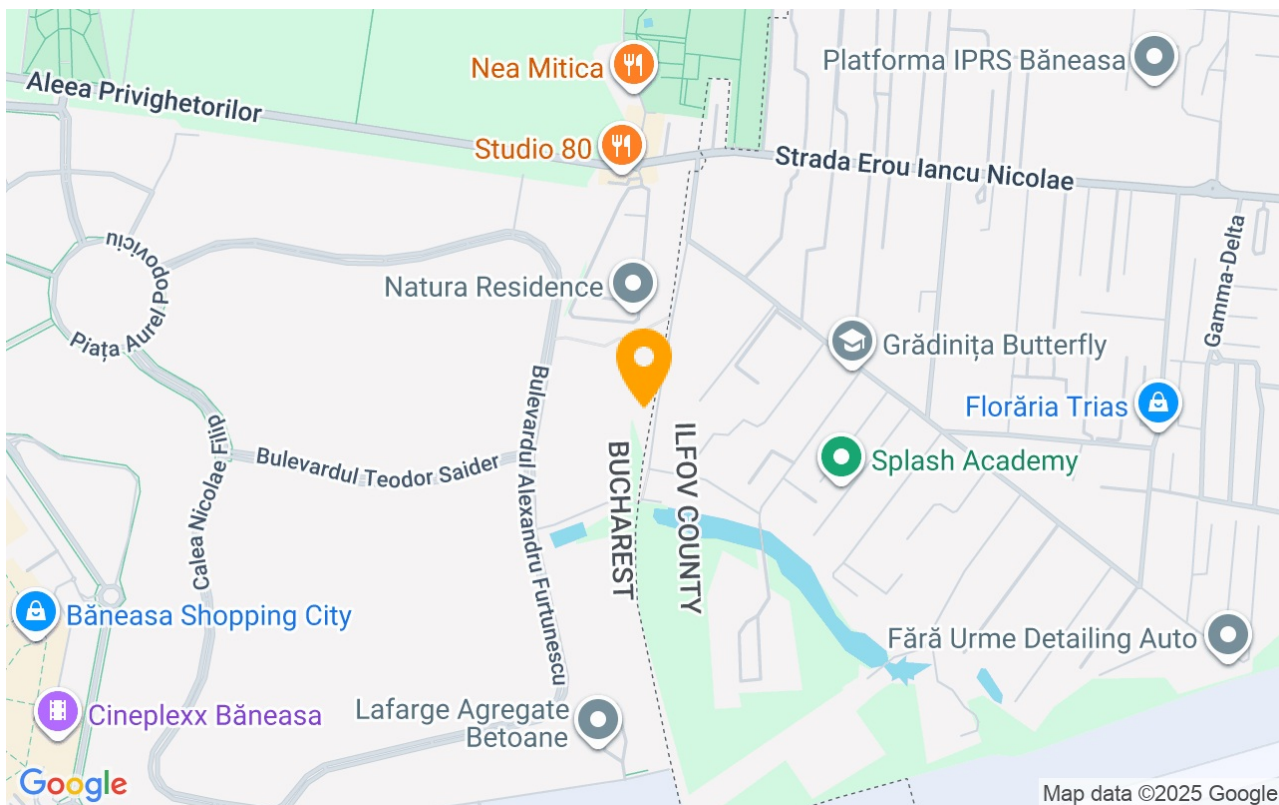 Nea Mitica
Platforma IPRS Băneasa
Aleea Privighetorilor
Studio 80
Strada Erou Iancu Nicolae
Piața Aurel Popoviciu
Gamma-Delta
Natura Residence
Grădinița Butterfly
Florăria Trias
Calea Nicolae Filip
Bulevardul Teodor Saider
Bulevardul Alexandru Furtunescu
BUCHAREST
ILFOV COUNTY
Splash Academy
Băneasa Shopping City
Fără Urme Detailing Auto
Cineplexx Băneasa
Lafarge Agregate
Betoane
Google
Map data ©2025 Google